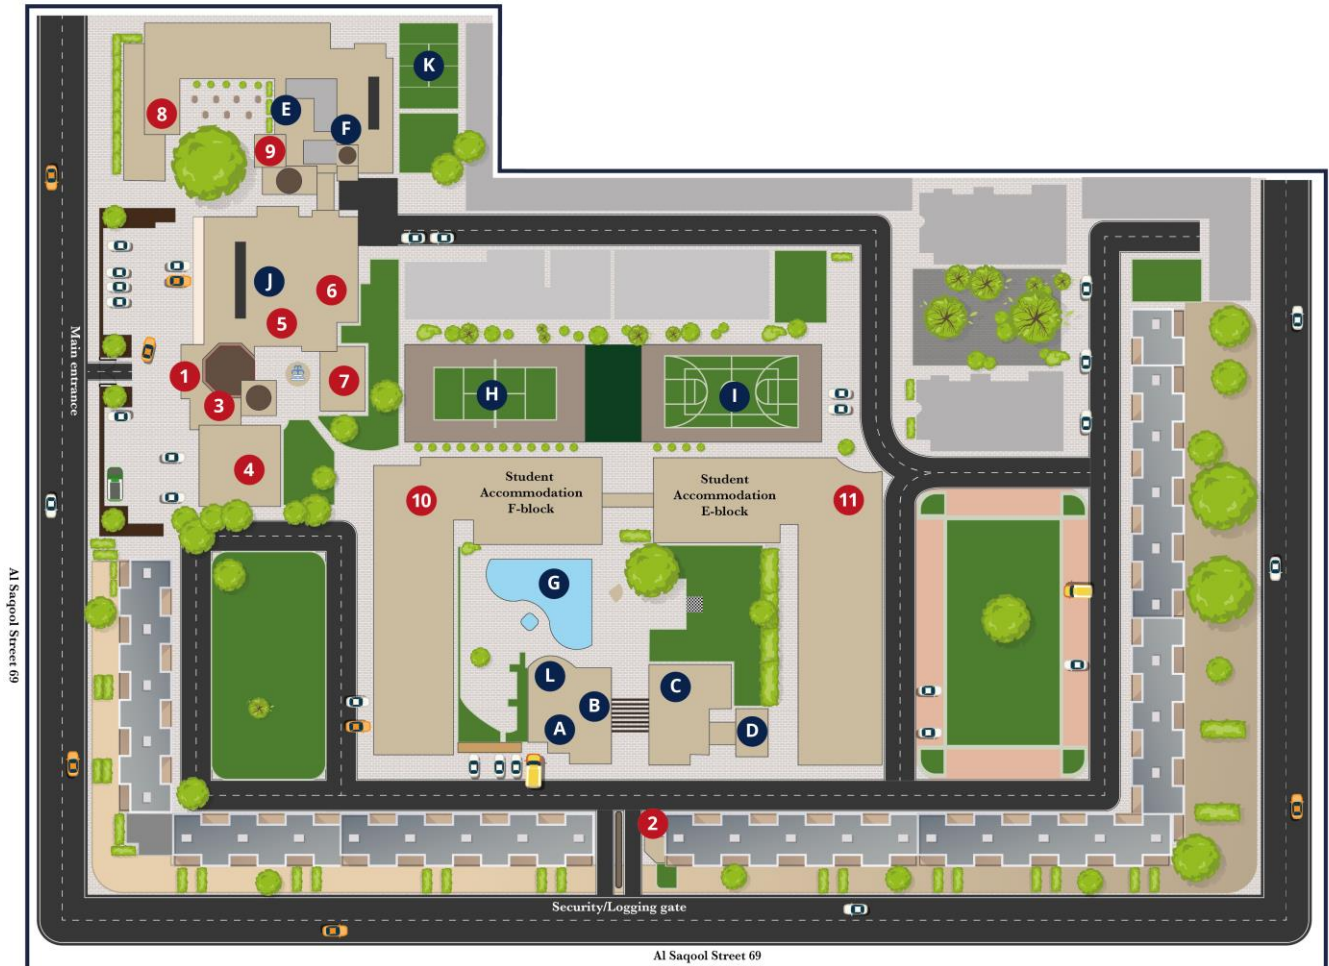 K
E
F
8
9
J
6
5
Main entrance
1
7
3
H
I
4
Student
Accommodation
F-block
Student
Accommodation
E-block
10
11
G
Al Saqool Street 69
L
C
B
A
D
2
Security/Logging gate
Al Saqool Street 69